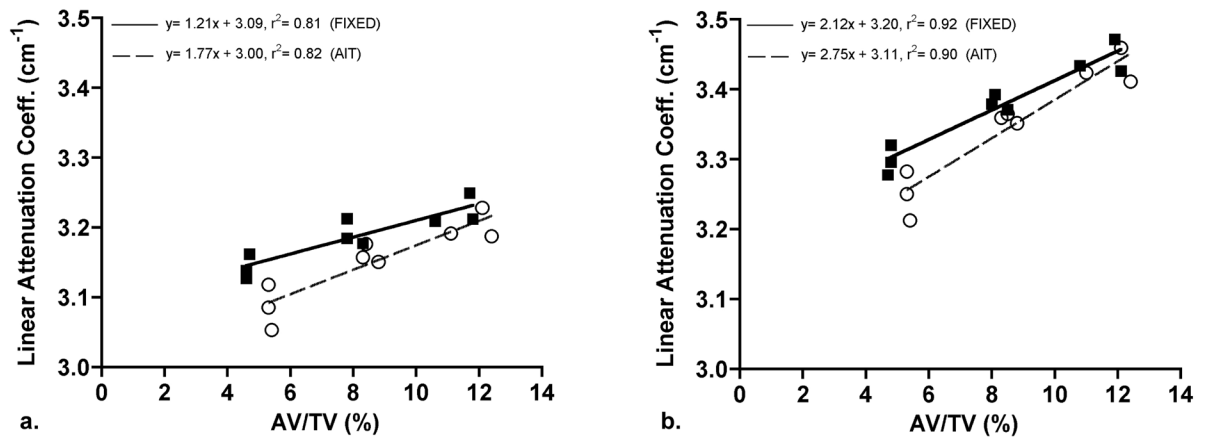 y= 1.21x + 3.09, r²= 0.81 (FIXED)
y= 1.77x + 3.00, r²= 0.82 (AIT)
Linear Attenuation Coeff. (cm⁻¹)
3.5
3.4
3.3
3.2
3.1
3.0
0 2 4 6 8 10 12 14
AV/TV (%)
a.
y= 2.12x + 3.20, r²= 0.92 (FIXED)
y= 2.75x + 3.11, r²= 0.90 (AIT)
Linear Attenuation Coeff. (cm⁻¹)
3.5
3.4
3.3
3.2
3.1
3.0
0 2 4 6 8 10 12 14
AV/TV (%)
b.